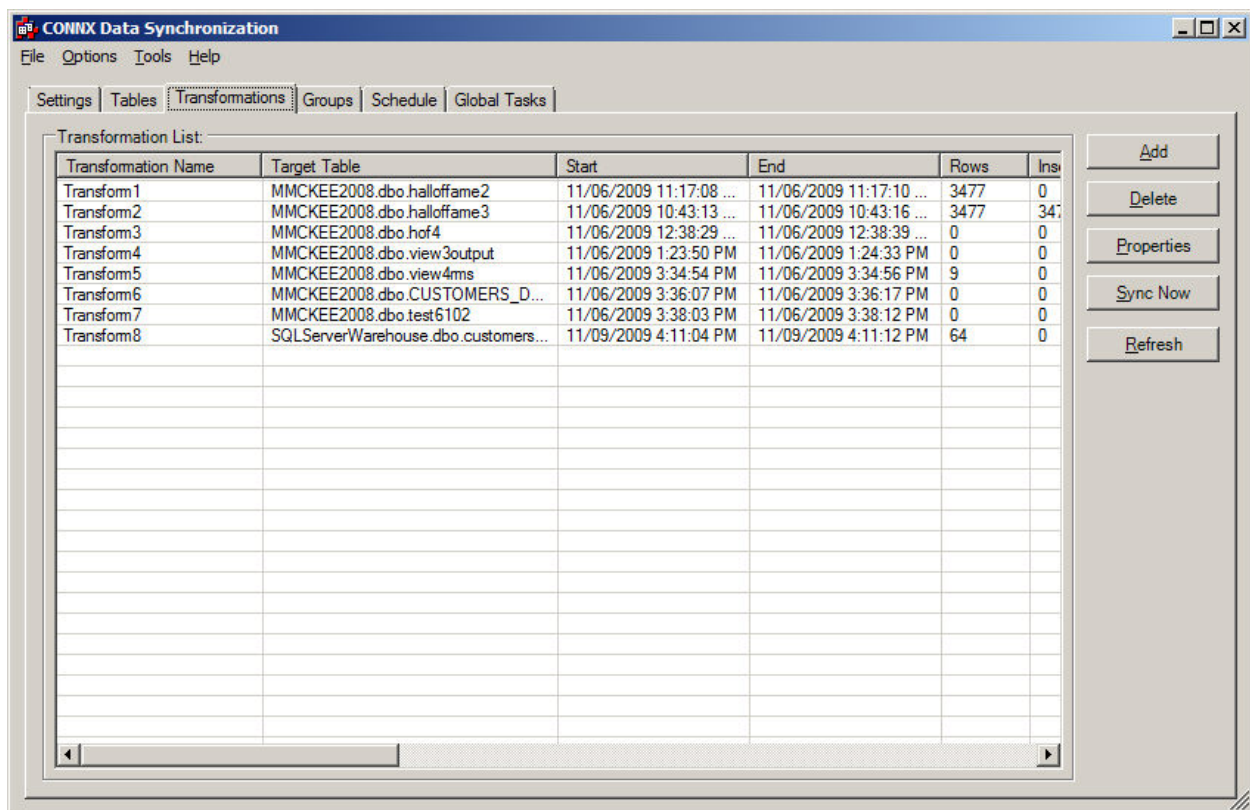 CONNX Data Synchronization
File Options Tools Help
Settings Tables Transformations Groups Schedule Global Tasks
Transformation List:
Transformation Name Target Table Start End Rows Inse
Transform1 MMCKEE2008.dbo.halloffame2 11/06/2009 11:17:08 ... 11/06/2009 11:17:10 ... 3477 0
Transform2 MMCKEE2008.dbo.halloffame3 11/06/2009 10:43:13 ... 11/06/2009 10:43:16 ... 3477 347
Transform3 MMCKEE2008.dbo.hof4 11/06/2009 12:38:29 ... 11/06/2009 12:38:39 ... 0 0
Transform4 MMCKEE2008.dbo.view3output 11/06/2009 1:23:50 PM 11/06/2009 1:24:33 PM 0 0
Transform5 MMCKEE2008.dbo.view4ms 11/06/2009 3:34:54 PM 11/06/2009 3:34:56 PM 9 0
Transform6 MMCKEE2008.dbo.CUSTOMERS_D... 11/06/2009 3:36:07 PM 11/06/2009 3:36:17 PM 0 0
Transform7 MMCKEE2008.dbo.test6102 11/06/2009 3:38:03 PM 11/06/2009 3:38:12 PM 0 0
Transform8 SQLServerWarehouse.dbo.customers... 11/09/2009 4:11:04 PM 11/09/2009 4:11:12 PM 64 0
Add
Delete
Properties
Sync Now
Refresh